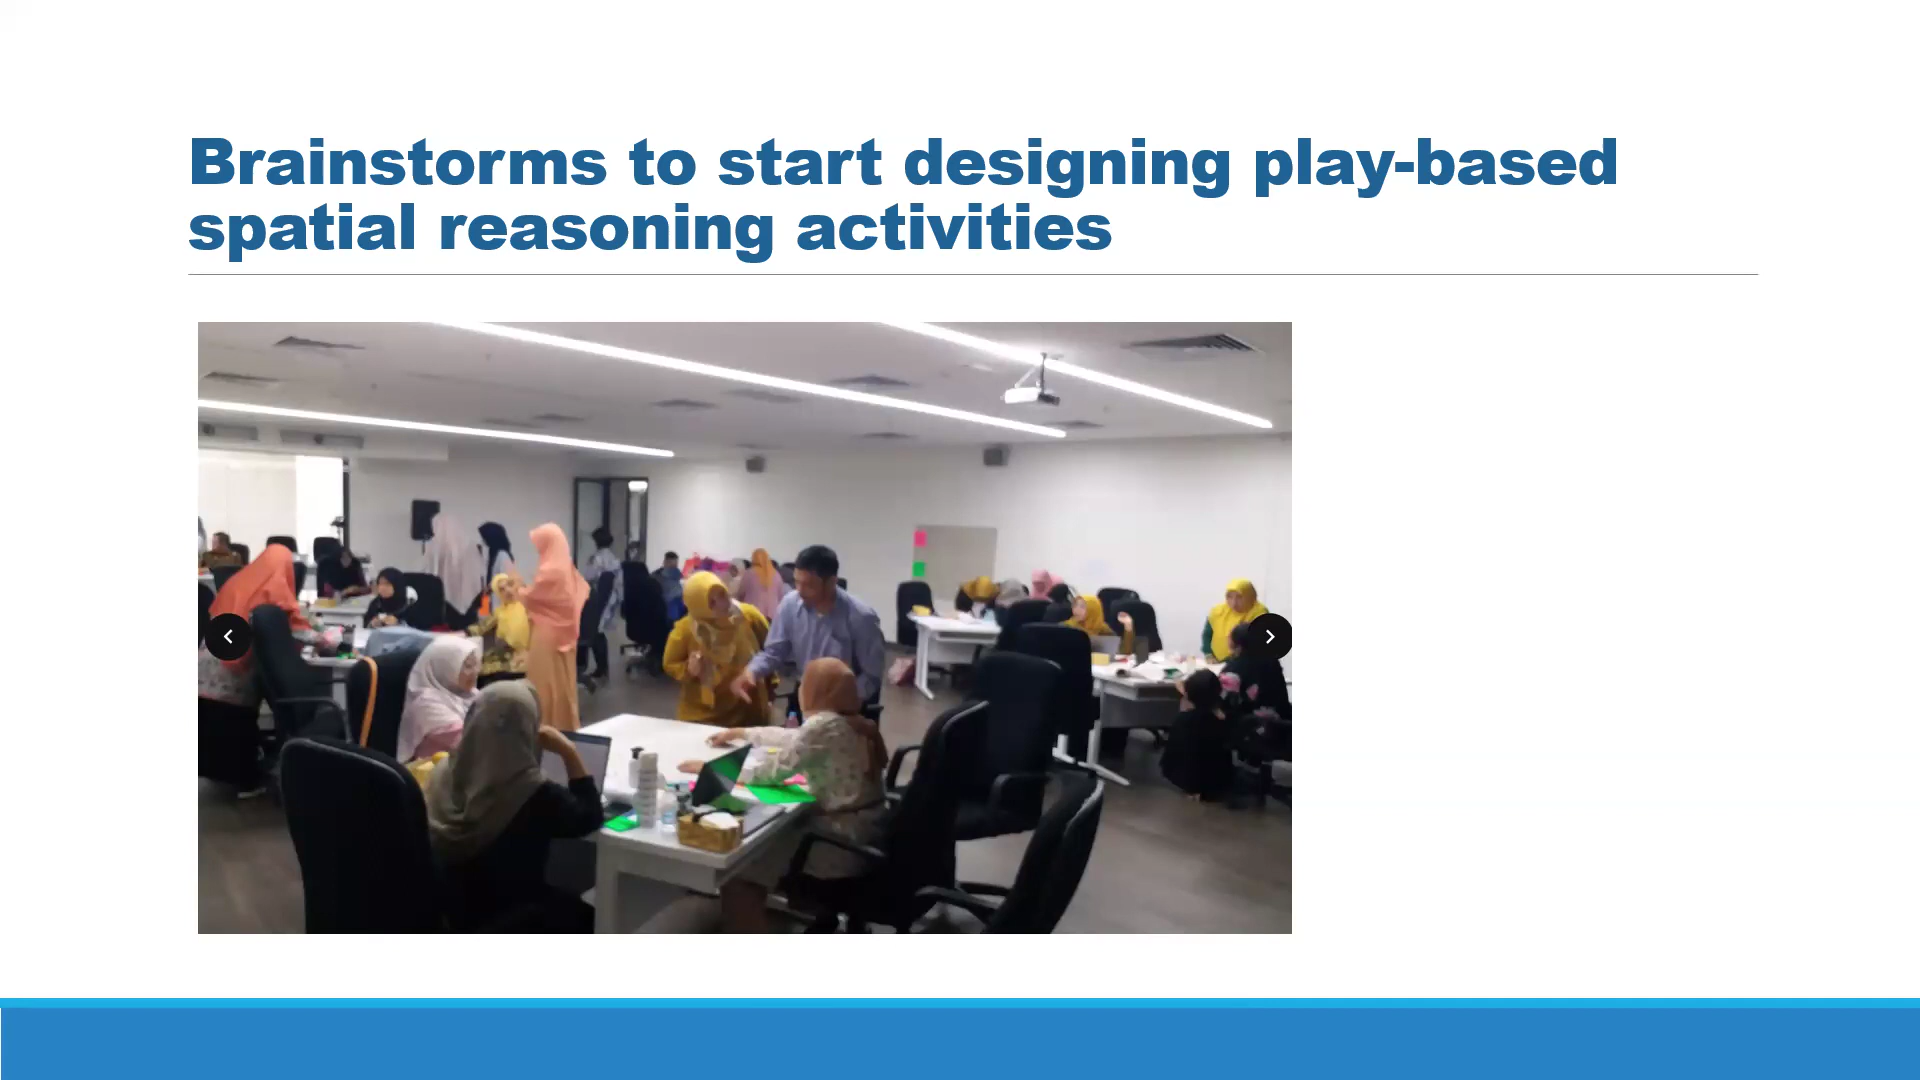 Brainstorms to start designing play-based
spatial reasoning activities